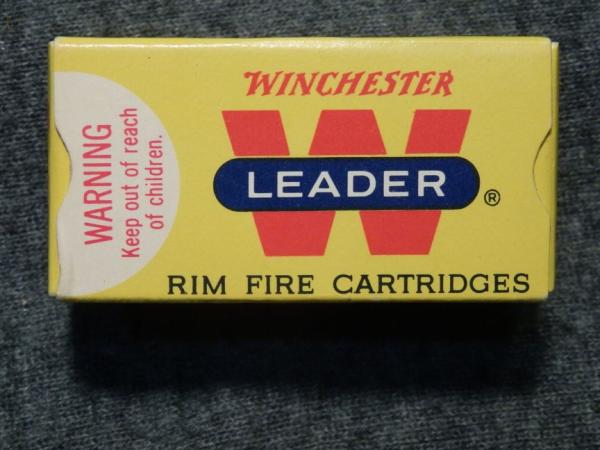 WINCHESTER
W
LEADER
®
RIM FIRE CARTRIDGES
WARNING
Keep out of reach
of children.